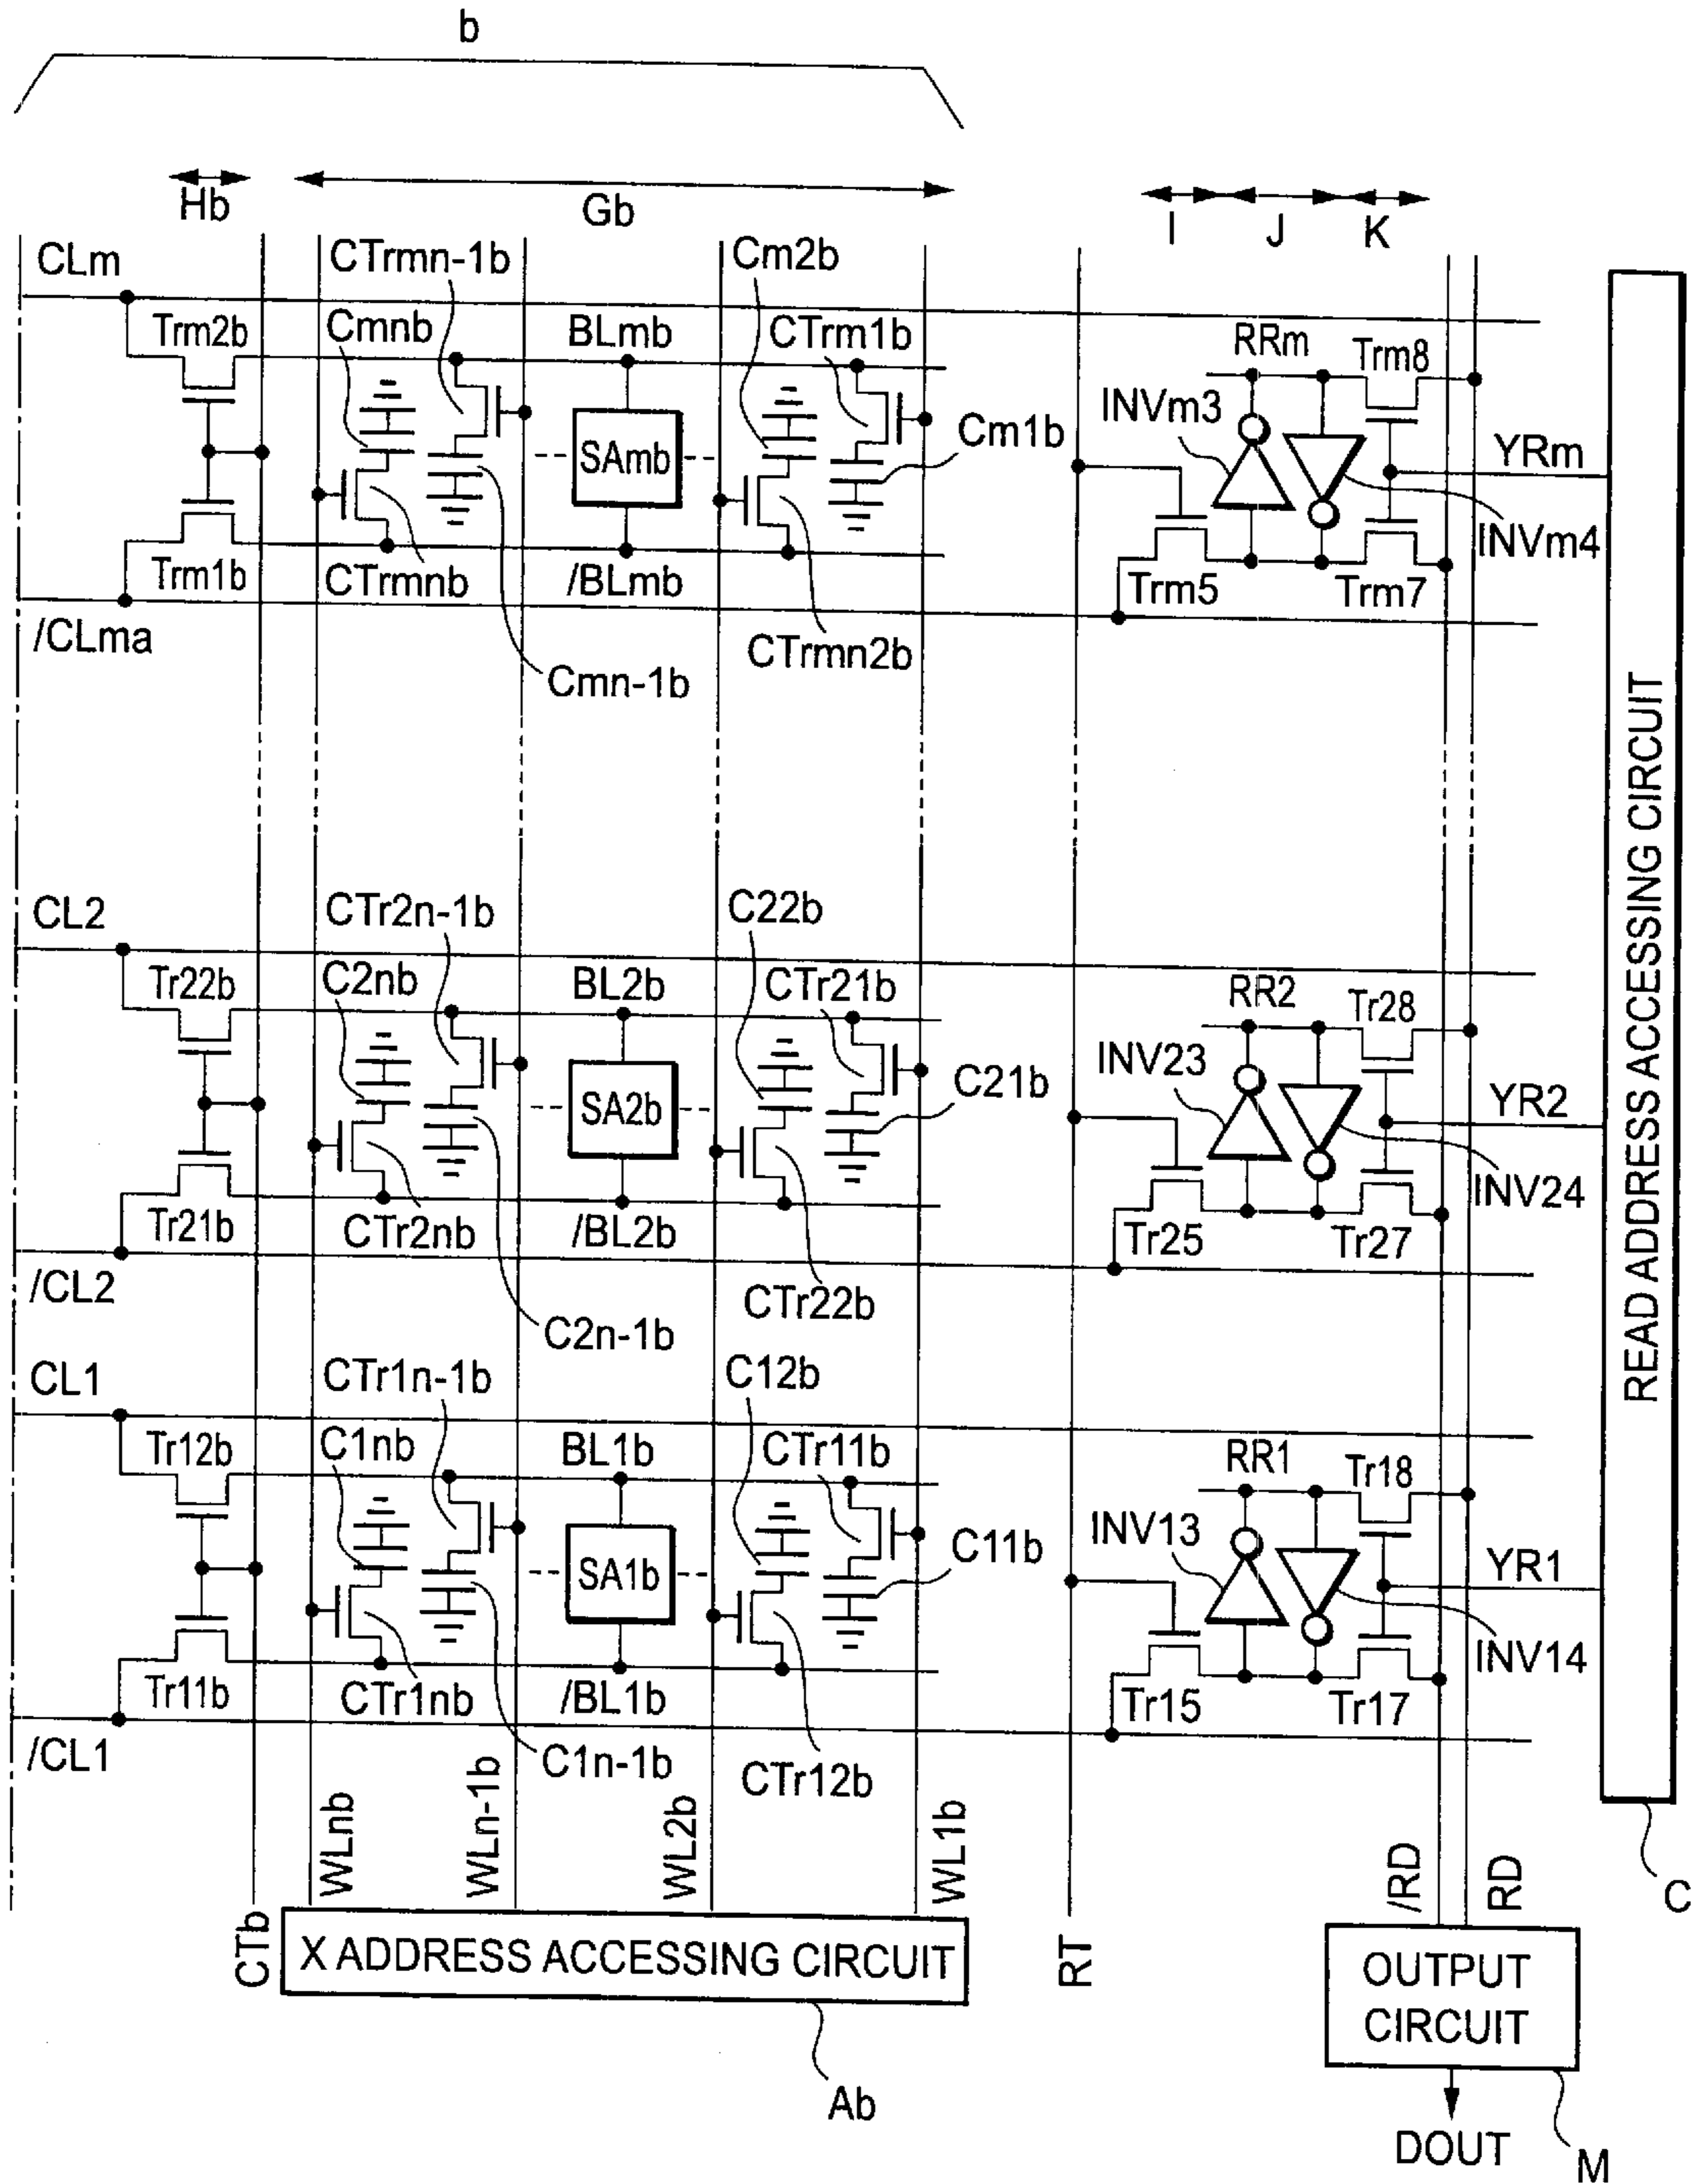 b
Hb
Gb
I
J
K
CLm
CTrmn-1b
Cm2b
Trm2b
Cmnb
BLmb
CTrm1b
RRm
Trm8
INVm3
Cm1b
YRm
SAmb
INVm4
Trm1b
CTrmnb
/BLmb
Trm5
Trm7
/CLma
CTrmn2b
Cmn-1b
READ ADDRESS ACCESSING CIRCUIT
CL2
CTr2n-1b
C22b
Tr22b
C2nb
BL2b
CTr21b
RR2
Tr28
INV23
C21b
YR2
SA2b
INV24
Tr21b
CTr2nb
/BL2b
Tr25
Tr27
/CL2
CTr22b
C2n-1b
CL1
CTr1n-1b
C12b
Tr12b
C1nb
BL1b
CTr11b
RR1
Tr18
INV13
C11b
YR1
SA1b
INV14
Tr11b
CTr1nb
/BL1b
Tr15
Tr17
/CL1
C1n-1b
CTr12b
CTb
WLnb
WLn-1b
WL2b
WL1b
RT
/RD
RD
C
X ADDRESS ACCESSING CIRCUIT
OUTPUT
CIRCUIT
Ab
DOUT
M